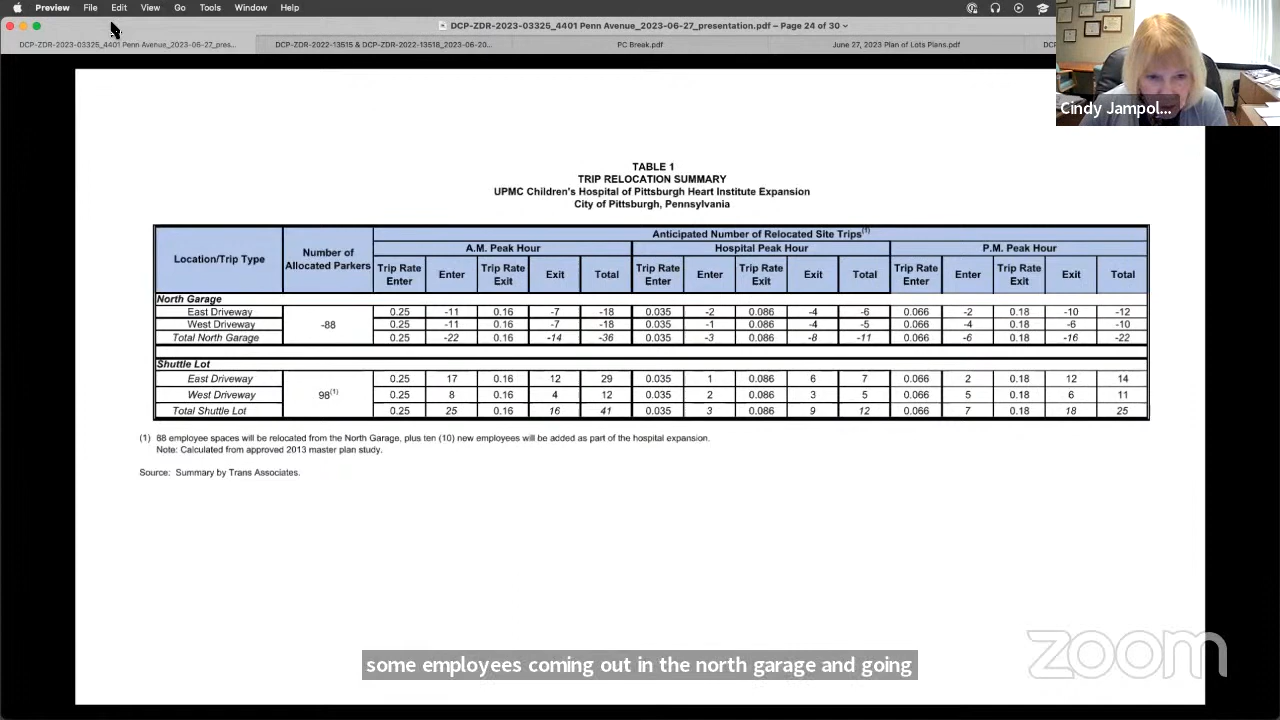 Preview File Edit View Go Tools Window Help
DCP-ZDR-2023-03325_4401 Penn Avenue_2023-06-27_presentation.pdf – Page 24 of 30
DCP-ZDR-2023-03325_4401 Penn Avenue_2023-06-27_pres... DCP-ZDR-2022-13515 & DCP-ZDR-2022-13518_2023-06-20... PC Break.pdf June 27, 2023 Plan of Lots Plans.pdf
Cindy Jampol...
TABLE 1
TRIP RELOCATION SUMMARY
UPMC Children's Hospital of Pittsburgh Heart Institute Expansion
City of Pittsburgh, Pennsylvania
Location/Trip Type Number of Allocated Parkers Anticipated Number of Relocated Site Trips(1)
A.M. Peak Hour Hospital Peak Hour P.M. Peak Hour
Trip Rate Enter Enter Trip Rate Exit Exit Total Trip Rate Enter Enter Trip Rate Exit Exit Total Trip Rate Enter Enter Trip Rate Exit Exit Total
North Garage
East Driveway -88 0.25 -11 0.16 -7 -18 0.035 -2 0.086 -4 -6 0.066 -2 0.18 -10 -12
West Driveway 0.25 -11 0.16 -7 -18 0.035 -1 0.086 -4 -5 0.066 -4 0.18 -6 -10
Total North Garage 0.25 -22 0.16 -14 -36 0.035 -3 0.086 -8 -11 0.066 -6 0.18 -16 -22
Shuttle Lot
East Driveway 98(1) 0.25 17 0.16 12 29 0.035 1 0.086 6 7 0.066 2 0.18 12 14
West Driveway 0.25 8 0.16 4 12 0.035 2 0.086 3 5 0.066 5 0.18 6 11
Total Shuttle Lot 0.25 25 0.16 16 41 0.035 3 0.086 9 12 0.066 7 0.18 18 25
(1) 88 employee spaces will be relocated from the North Garage, plus ten (10) new employees will be added as part of the hospital expansion.
Note: Calculated from approved 2013 master plan study.
Source: Summary by Trans Associates.
zoom
some employees coming out in the north garage and going